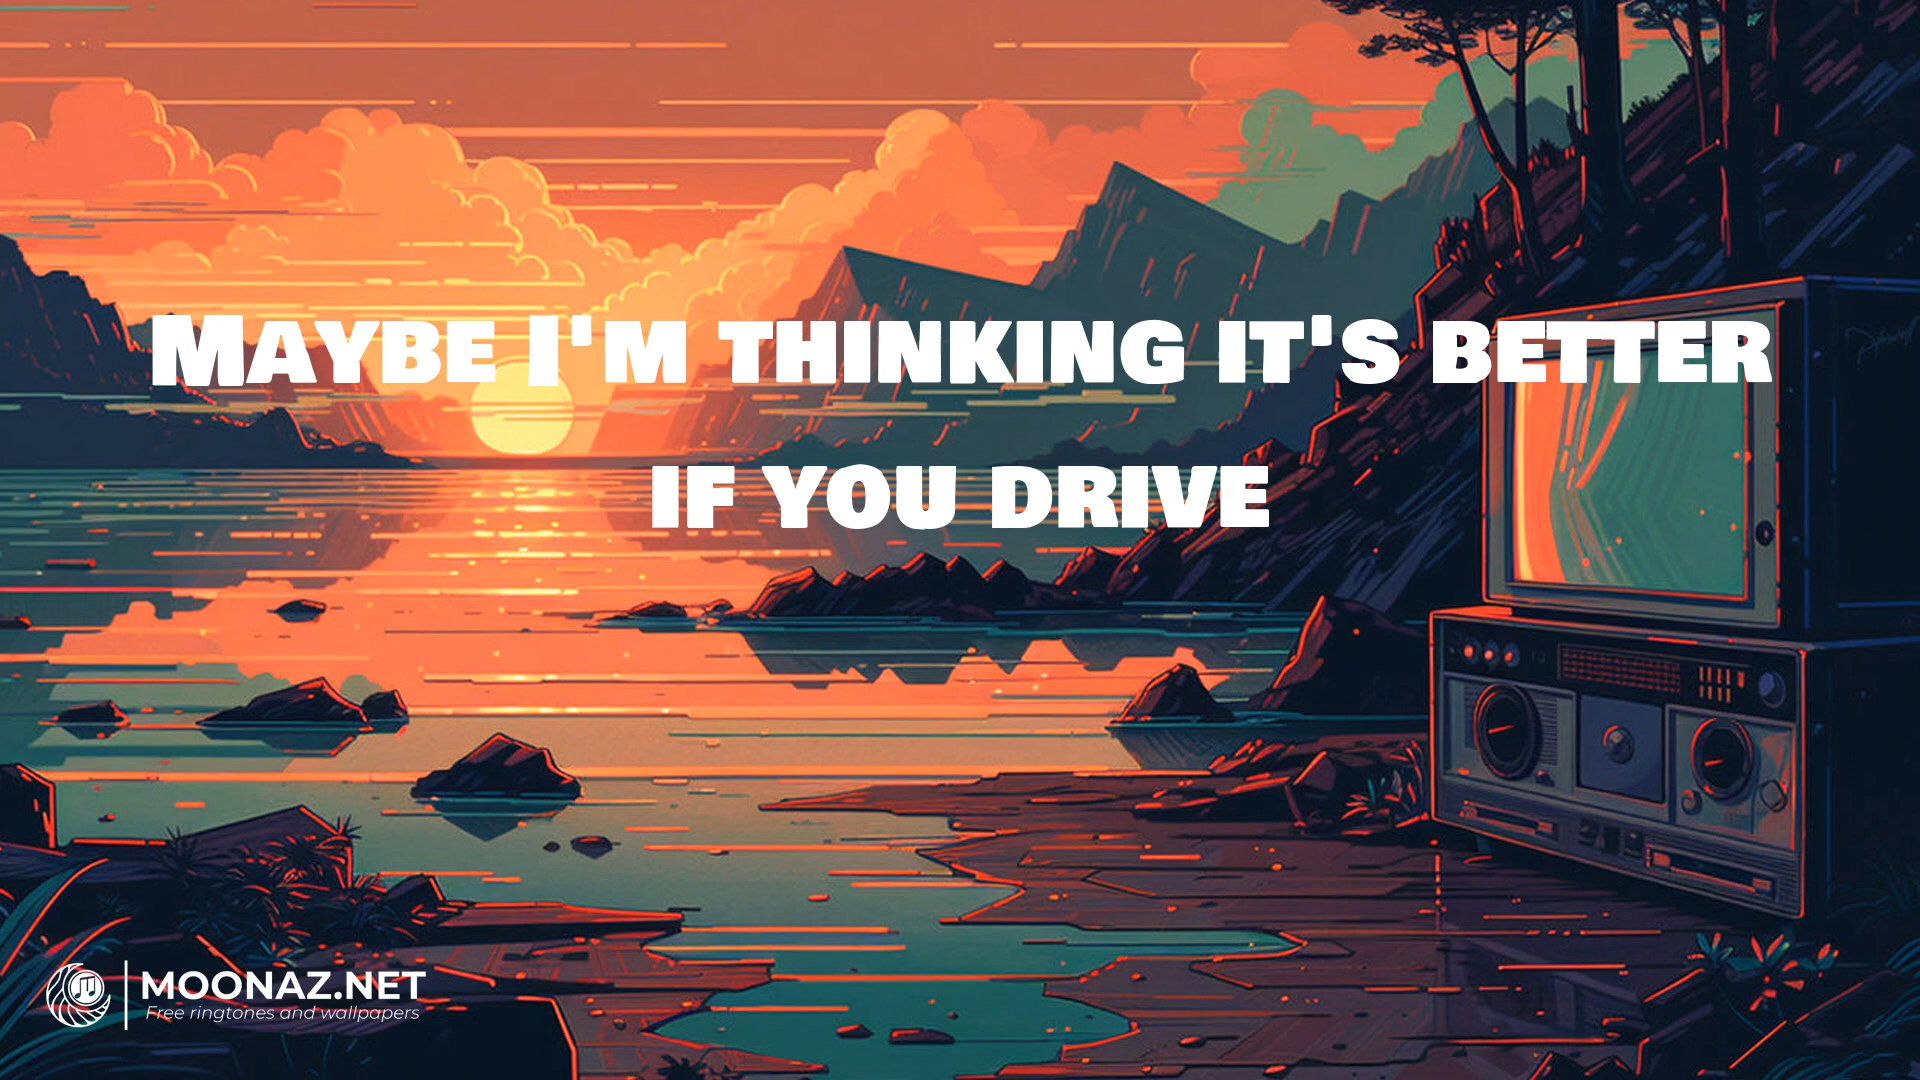 Maybe I'm thinking it's better
if you drive
MOONAZ.NET
Free ringtones and wallpapers